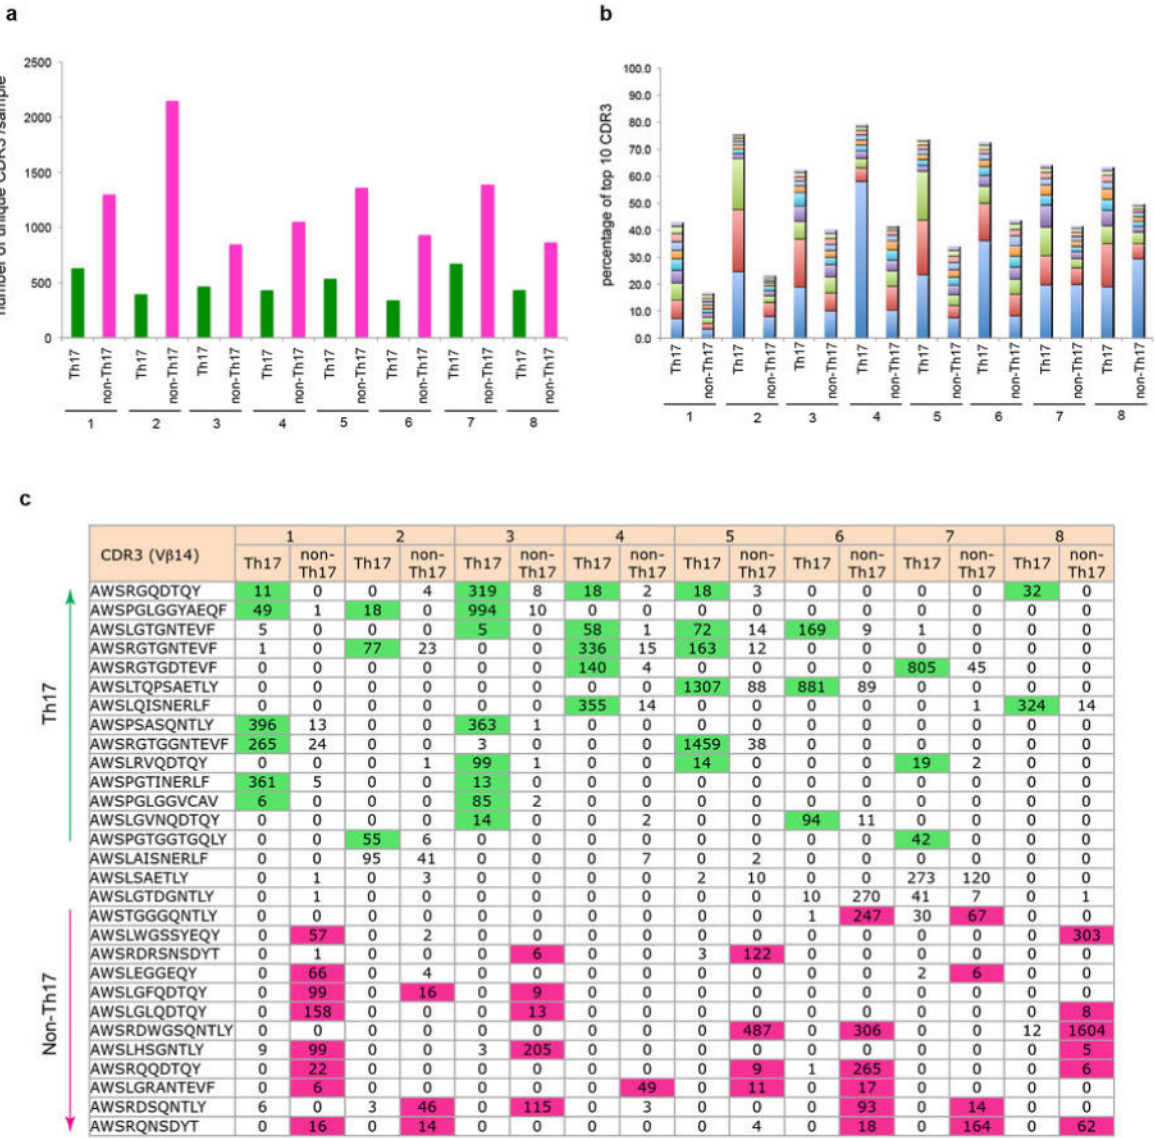 a
number of unique CDR3 /sample
2500
2000
1500
1000
500
0
Th17 non-Th17 Th17 non-Th17 Th17 non-Th17 Th17 non-Th17 Th17 non-Th17 Th17 non-Th17 Th17 non-Th17 Th17 non-Th17
1 2 3 4 5 6 7 8
b
percentage of top 10 CDR3
100.0
90.0
80.0
70.0
60.0
50.0
40.0
30.0
20.0
10.0
0.0
Th17 non-Th17 Th17 non-Th17 Th17 non-Th17 Th17 non-Th17 Th17 non-Th17 Th17 non-Th17 Th17 non-Th17 Th17 non-Th17
1 2 3 4 5 6 7 8
c
CDR3 (Vβ14) 1 2 3 4 5 6 7 8
Th17 non-Th17 Th17 non-Th17 Th17 non-Th17 Th17 non-Th17 Th17 non-Th17 Th17 non-Th17 Th17 non-Th17 Th17 non-Th17
Th17
AWSRGQDTQY 11 0 0 4 319 8 18 2 18 3 0 0 0 0 32 0
AWSPGLGGYAEQF 49 1 18 0 994 10 0 0 0 0 0 0 0 0 0 0
AWSLGTGNTEVF 5 0 0 0 5 0 58 1 72 14 169 9 1 0 0 0
AWSRGTGNTEVF 1 0 77 23 0 0 336 15 163 12 0 0 0 0 0 0
AWSRGTGDTEVF 0 0 0 0 0 0 140 4 0 0 0 0 805 45 0 0
AWSLTQPSAETLY 0 0 0 0 0 0 0 0 1307 88 881 89 0 0 0 0
AWSLQISNERLF 0 0 0 0 0 0 355 14 0 0 0 0 0 1 324 14
AWSPSASQNTLY 396 13 0 0 363 1 0 0 0 0 0 0 0 0 0 0
AWSRGTGGNTEVF 265 24 0 0 3 0 0 0 1459 38 0 0 0 0 0 0
AWSLRVQDTQY 0 0 0 1 99 1 0 0 14 0 0 0 19 2 0 0
AWSPGTINERLF 361 5 0 0 13 0 0 0 0 0 0 0 0 0 0 0
AWSPGLGGVCAV 6 0 0 0 85 2 0 0 0 0 0 0 0 0 0 0
AWSLGVNQDTQY 0 0 0 0 14 0 0 2 0 0 94 11 0 0 0 0
AWSPGTGGTGQLY 0 0 55 6 0 0 0 0 0 0 0 0 42 0 0 0
AWSLAISNERLF 0 0 95 41 0 0 0 7 0 2 0 0 0 0 0 0
AWSLSAETLY 0 1 0 3 0 0 0 0 2 10 0 0 273 120 0 0
AWSLGTDGNTLY 0 1 0 0 0 0 0 0 0 0 10 270 41 7 0 1
Non-Th17
AWSTGGGQNTLY 0 0 0 0 0 0 0 0 0 0 1 247 30 67 0 0
AWSLWGSSYEQY 0 57 0 2 0 0 0 0 0 0 0 0 0 0 0 303
AWSRDRSNSDYT 0 1 0 0 0 6 0 0 3 122 0 0 0 0 0 0
AWSLEGGEQY 0 66 0 4 0 0 0 0 0 0 0 0 2 6 0 0
AWSLGFQDTQY 0 99 0 16 0 9 0 0 0 0 0 0 0 0 0 0
AWSLGLQDTQY 0 158 0 0 0 13 0 0 0 0 0 0 0 0 0 8
AWSRDWGSQNTLY 0 0 0 0 0 0 0 0 0 487 0 306 0 0 12 1604
AWSLHSGNTLY 9 99 0 0 3 205 0 0 0 0 0 0 0 0 0 5
AWSRQQDTQY 0 22 0 0 0 0 0 0 0 9 1 265 0 0 0 6
AWSLGRANTEVF 0 6 0 0 0 0 0 49 0 11 0 17 0 0 0 0
AWSRDSQNTLY 6 0 3 46 0 115 0 3 0 0 0 93 0 14 0 0
AWSRQNSDYT 0 16 0 14 0 0 0 0 0 4 0 18 0 164 0 62